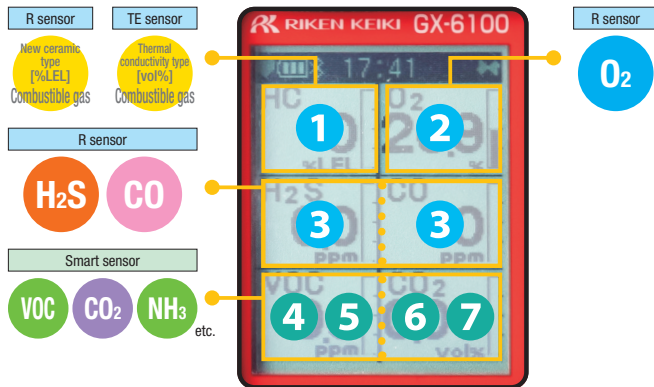 R sensor
TE sensor
New ceramic
type
[%LEL]
Combustible gas
Thermal
conductivity type
[vol%]
Combustible gas
R sensor
H₂S
CO
Smart sensor
VOC
CO₂
NH₃
etc.
RIKEN KEIKI GX-6100
17:41
HC
1
%LEL
O₂
2
%
H₂S
3
ppm
CO
3
0
ppm
VOC
4
5
ppm
CO₂
6
7
vol%
R sensor
O₂